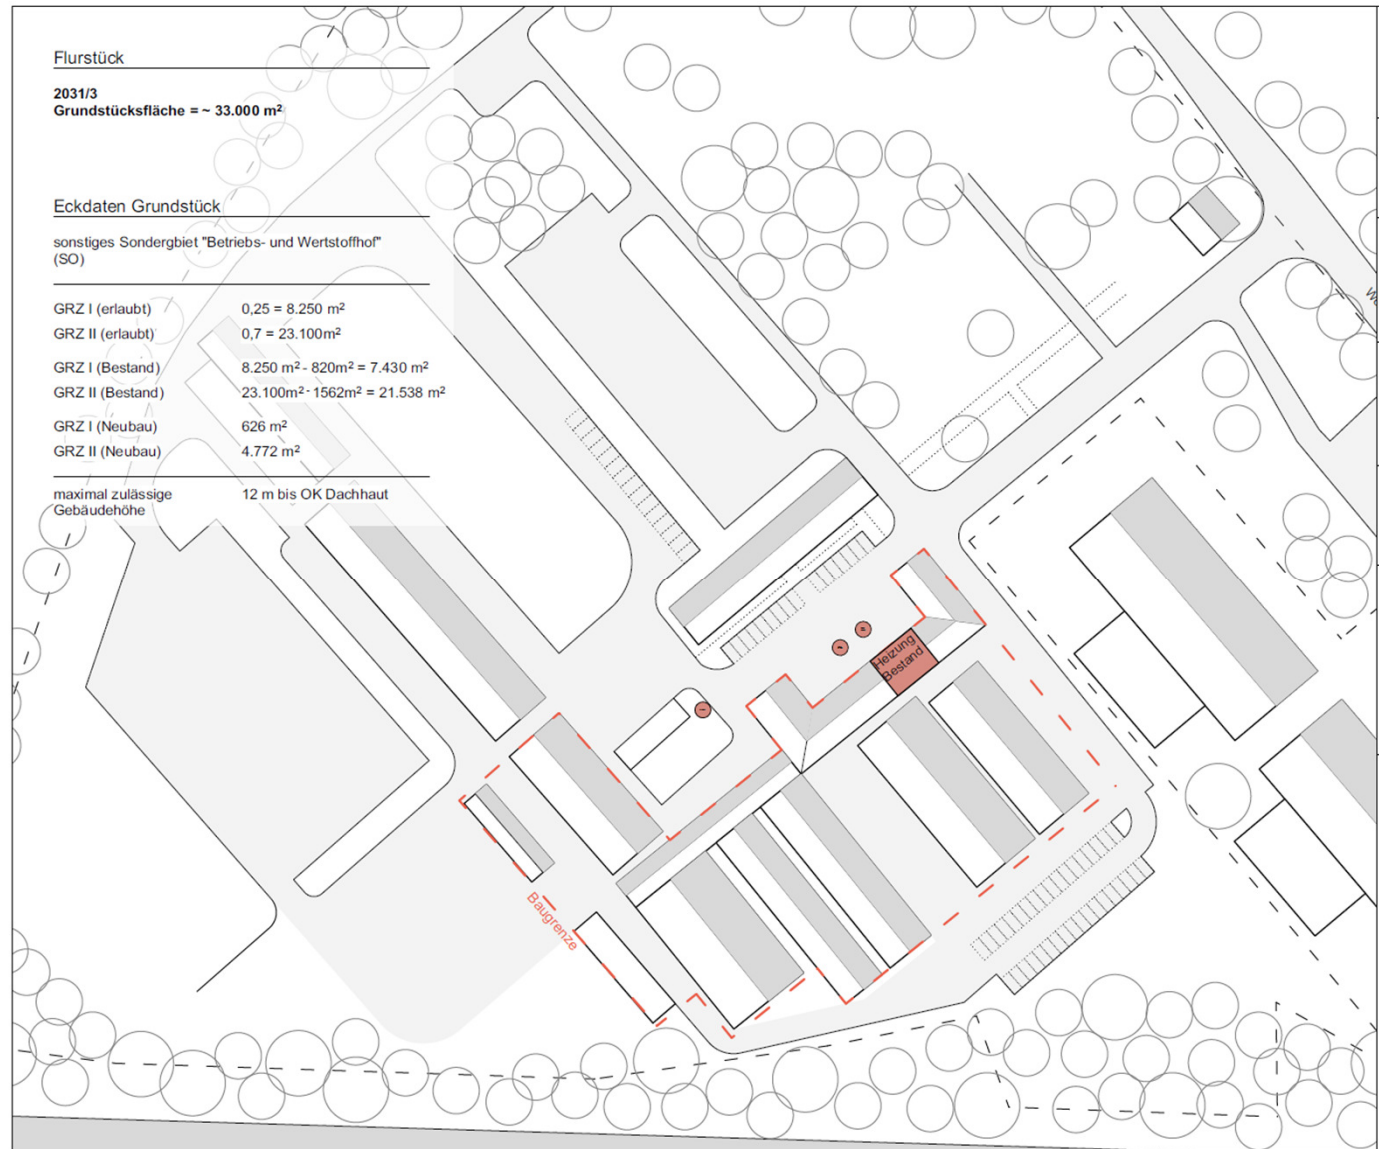 Flurstück
2031/3
Grundstücksfläche = ~ 33.000 m²
Eckdaten Grundstück
sonstiges Sondergbiet "Betriebs- und Wertstoffhof"
(SO)
GRZ I (erlaubt) 0,25 = 8.250 m²
GRZ II (erlaubt) 0,7 = 23.100m²
GRZ I (Bestand) 8.250 m² - 820m² = 7.430 m²
GRZ II (Bestand) 23.100m² - 1562m² = 21.538 m²
GRZ I (Neubau) 626 m²
GRZ II (Neubau) 4.772 m²
maximal zulässige 12 m bis OK Dachhaut
Gebäudehöhe
Heizung
Bestand
Baugrenze